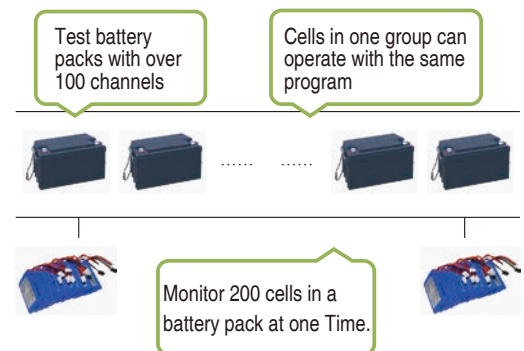 Test battery
packs with over
100 channels
Cells in one group can
operate with the same
program
...... ......
Monitor 200 cells in a
battery pack at one Time.